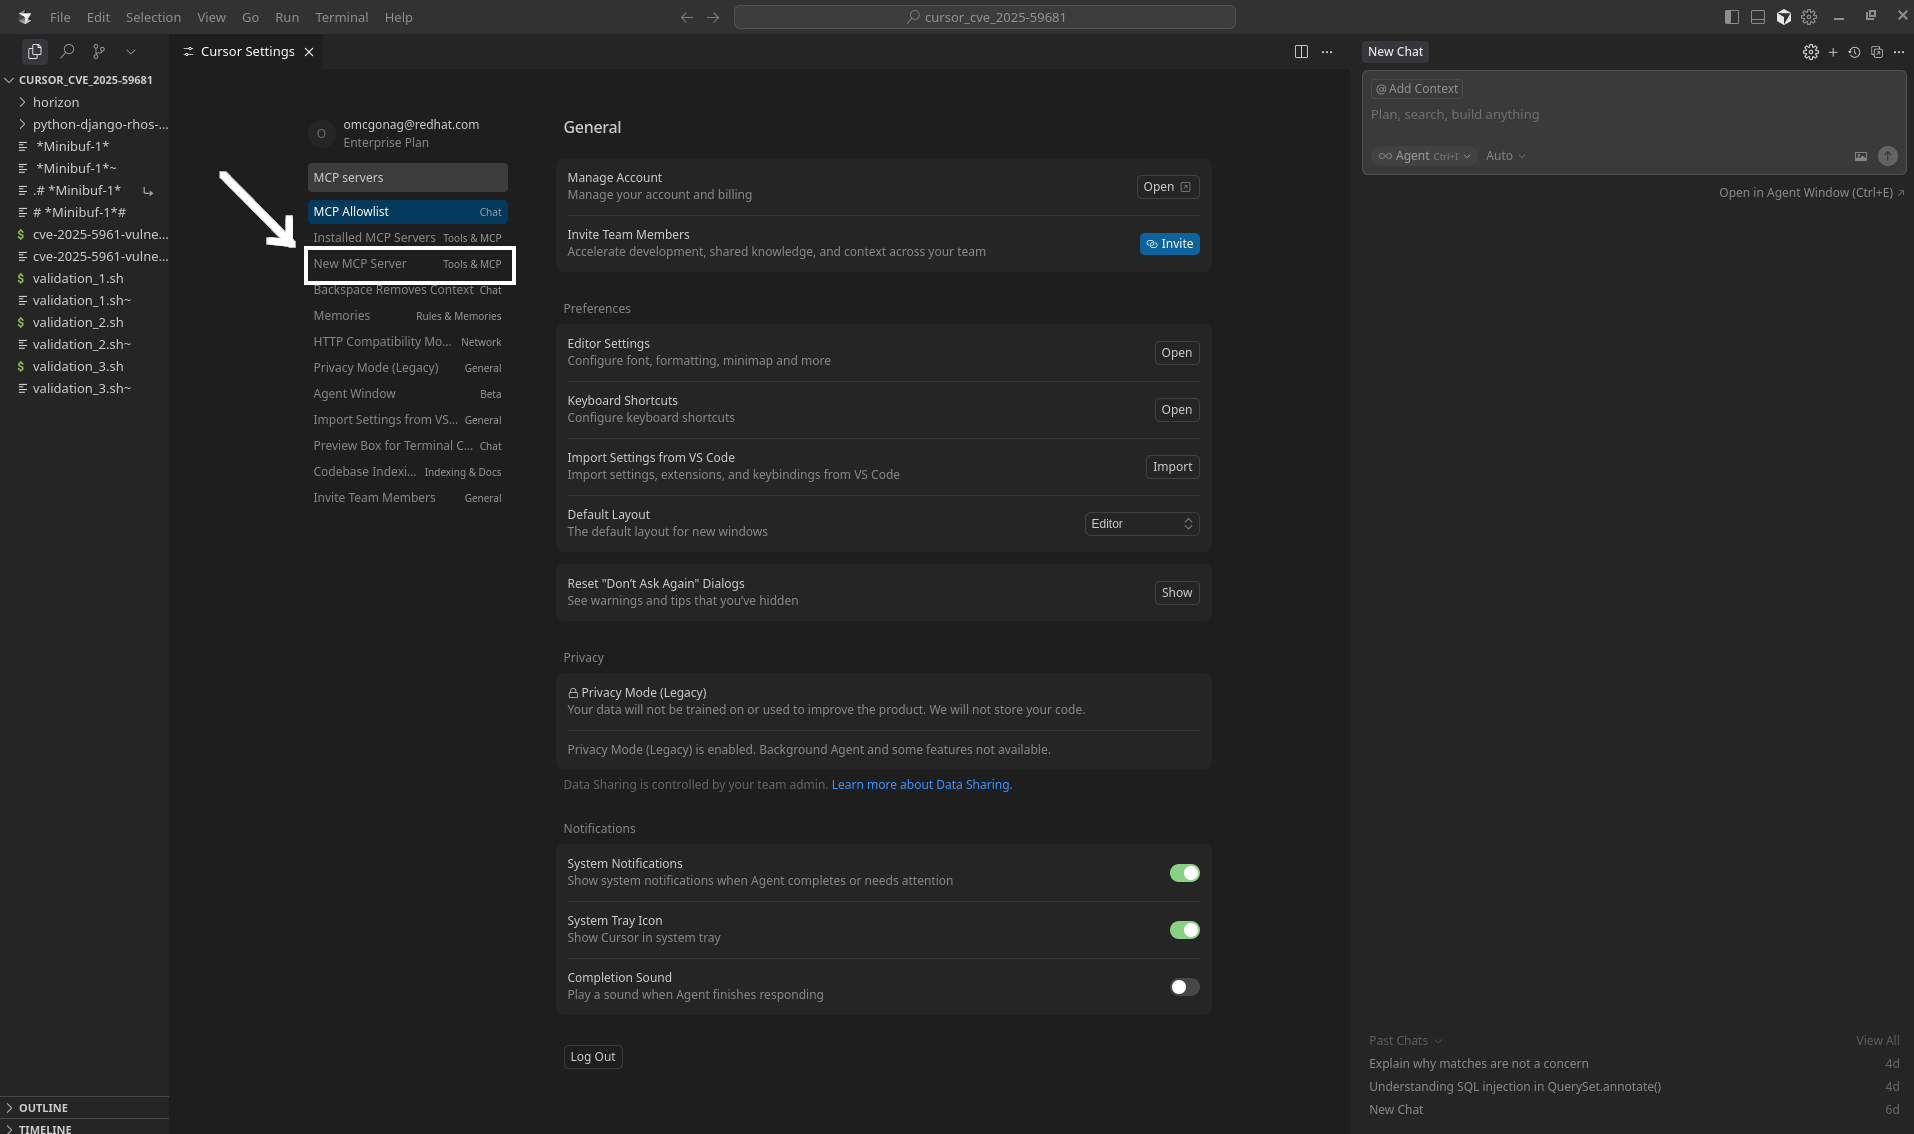 File Edit Selection View Go Run Terminal Help
cursor_cve_2025-59681
Cursor Settings
CURSOR_CVE_2025-59681
horizon
python-django-rhos-...
*Minibuf-1*
*Minibuf-1*~
.# *Minibuf-1*
# *Minibuf-1*#
$ cve-2025-5961-vulne...
cve-2025-5961-vulne...
$ validation_1.sh
validation_1.sh~
$ validation_2.sh
validation_2.sh~
$ validation_3.sh
validation_3.sh~
OUTLINE
TIMELINE
O
omcgonag@redhat.com
Enterprise Plan
MCP servers
MCP Allowlist Chat
Installed MCP Servers Tools & MCP
New MCP Server Tools & MCP
Backspace Removes Context Chat
Memories Rules & Memories
HTTP Compatibility Mo... Network
Privacy Mode (Legacy) General
Agent Window Beta
Import Settings from VS... General
Preview Box for Terminal C... Chat
Codebase Indexi... Indexing & Docs
Invite Team Members General
General
Manage Account
Manage your account and billing
Open
Invite Team Members
Accelerate development, shared knowledge, and context across your team
Invite
Preferences
Editor Settings
Configure font, formatting, minimap and more
Open
Keyboard Shortcuts
Configure keyboard shortcuts
Open
Import Settings from VS Code
Import settings, extensions, and keybindings from VS Code
Import
Default Layout
The default layout for new windows
Editor
Reset "Don't Ask Again" Dialogs
See warnings and tips that you've hidden
Show
Privacy
Privacy Mode (Legacy)
Your data will not be trained on or used to improve the product. We will not store your code.
Privacy Mode (Legacy) is enabled. Background Agent and some features not available.
Data Sharing is controlled by your team admin. Learn more about Data Sharing.
Notifications
System Notifications
Show system notifications when Agent completes or needs attention
System Tray Icon
Show Cursor in system tray
Completion Sound
Play a sound when Agent finishes responding
Log Out
New Chat
@ Add Context
Plan, search, build anything
Agent Ctrl+I Auto
Open in Agent Window (Ctrl+E)
Past Chats View All
Explain why matches are not a concern 4d
Understanding SQL injection in QuerySet.annotate() 4d
New Chat 6d